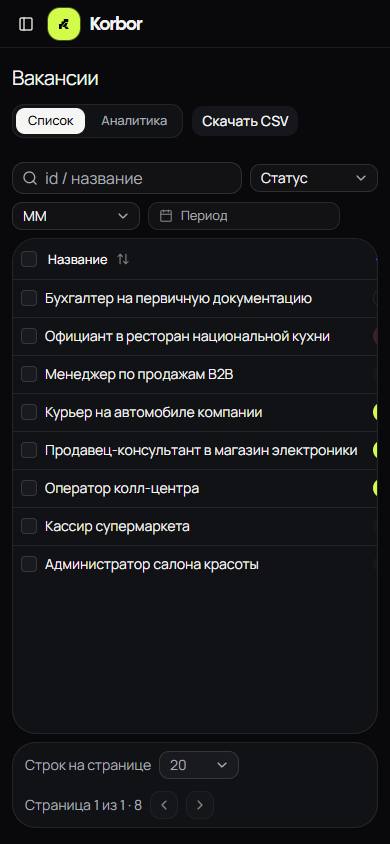 Korbor
Вакансии
Список Аналитика Скачать CSV
id / название Статус
ММ Период
Название
Бухгалтер на первичную документацию
Официант в ресторан национальной кухни
Менеджер по продажам B2B
Курьер на автомобиле компании
Продавец-консультант в магазин электроники
Оператор колл-центра
Кассир супермаркета
Администратор салона красоты
Строк на странице 20
Страница 1 из 1 · 8